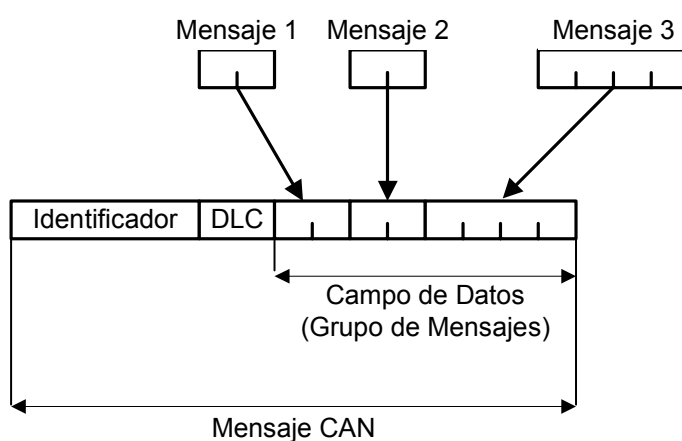 Mensaje 1
Mensaje 2
Mensaje 3
Identificador
DLC
Campo de Datos
(Grupo de Mensajes)
Mensaje CAN